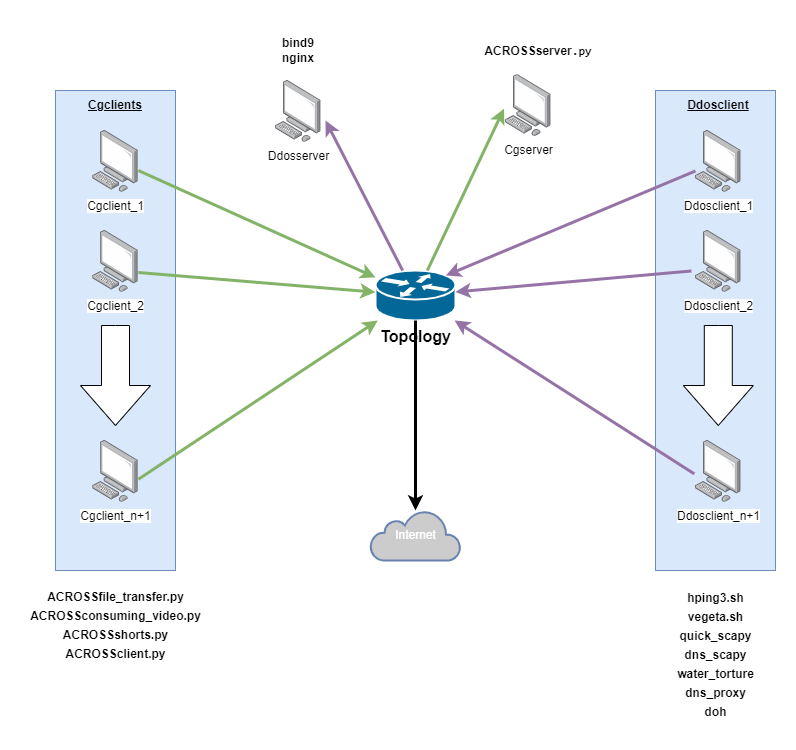 bind9
nginx
ACROSSserver.py
Cgclients
Ddosclient
Ddosserver
Cgserver
Cgclient_1
Ddosclient_1
Cgclient_2
Ddosclient_2
Topology
Cgclient_n+1
Ddosclient_n+1
Internet
ACROSSfile_transfer.py
ACROSSconsuming_video.py
ACROSSshorts.py
ACROSSclient.py
hping3.sh
vegeta.sh
quick_scapy
dns_scapy
water_torture
dns_proxy
doh